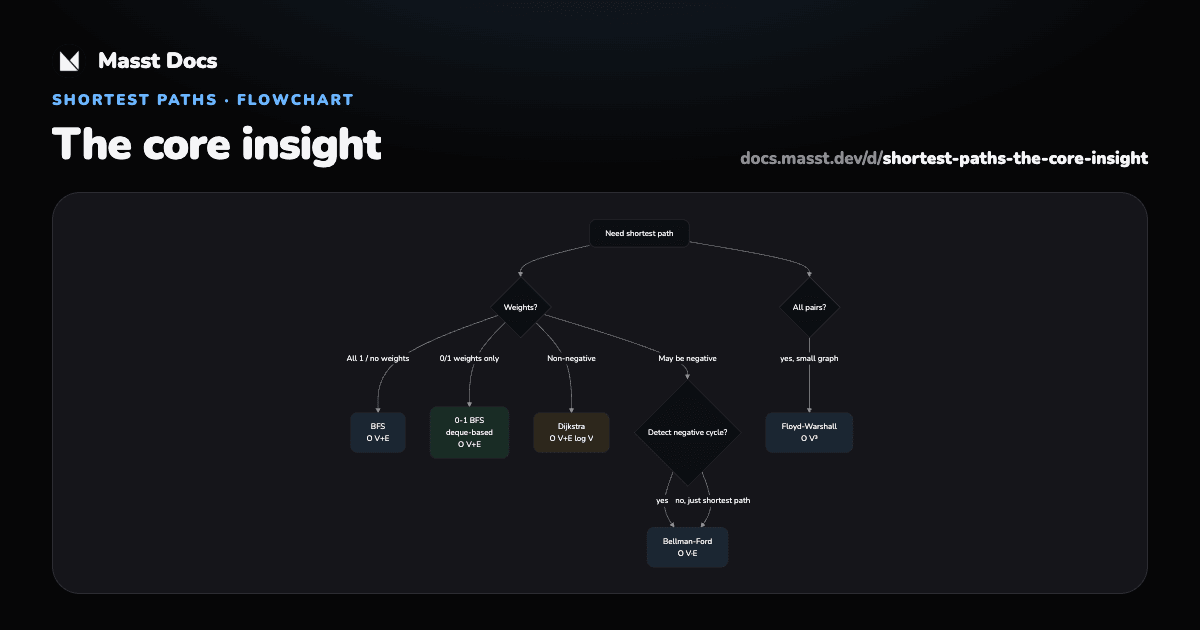 Masst Docs
SHORTEST PATHS · FLOWCHART
The core insight
docs.masst.dev/d/shortest-paths-the-core-insight
Need shortest path
Weights?
All pairs?
All 1 / no weights
0/1 weights only
Non-negative
May be negative
yes, small graph
BFS
O V+E
0-1 BFS
deque-based
O V+E
Dijkstra
O V+E log V
Detect negative cycle?
Floyd-Warshall
O V³
yes
no, just shortest path
Bellman-Ford
O V·E